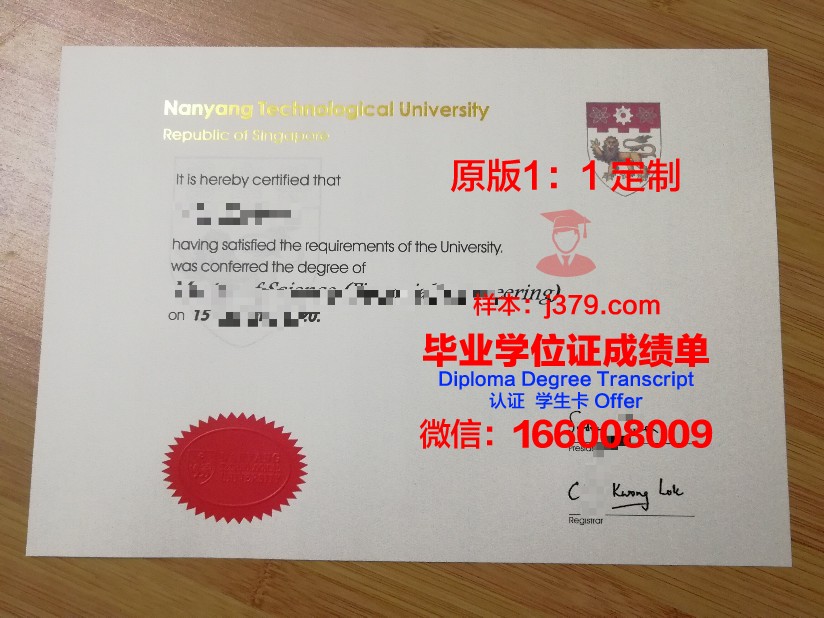 Nanyang Technological University
Republic of Singapore
It is hereby certified that
having satisfied the requirements of the University,
was conferred the degree of
on 15
原版1：1 定制
样本：j379.com
毕业学位证成绩单
Diploma Degree Transcript
认证 学生卡 Offer
微信：166008009
President
C Kwong Lok
Registrar